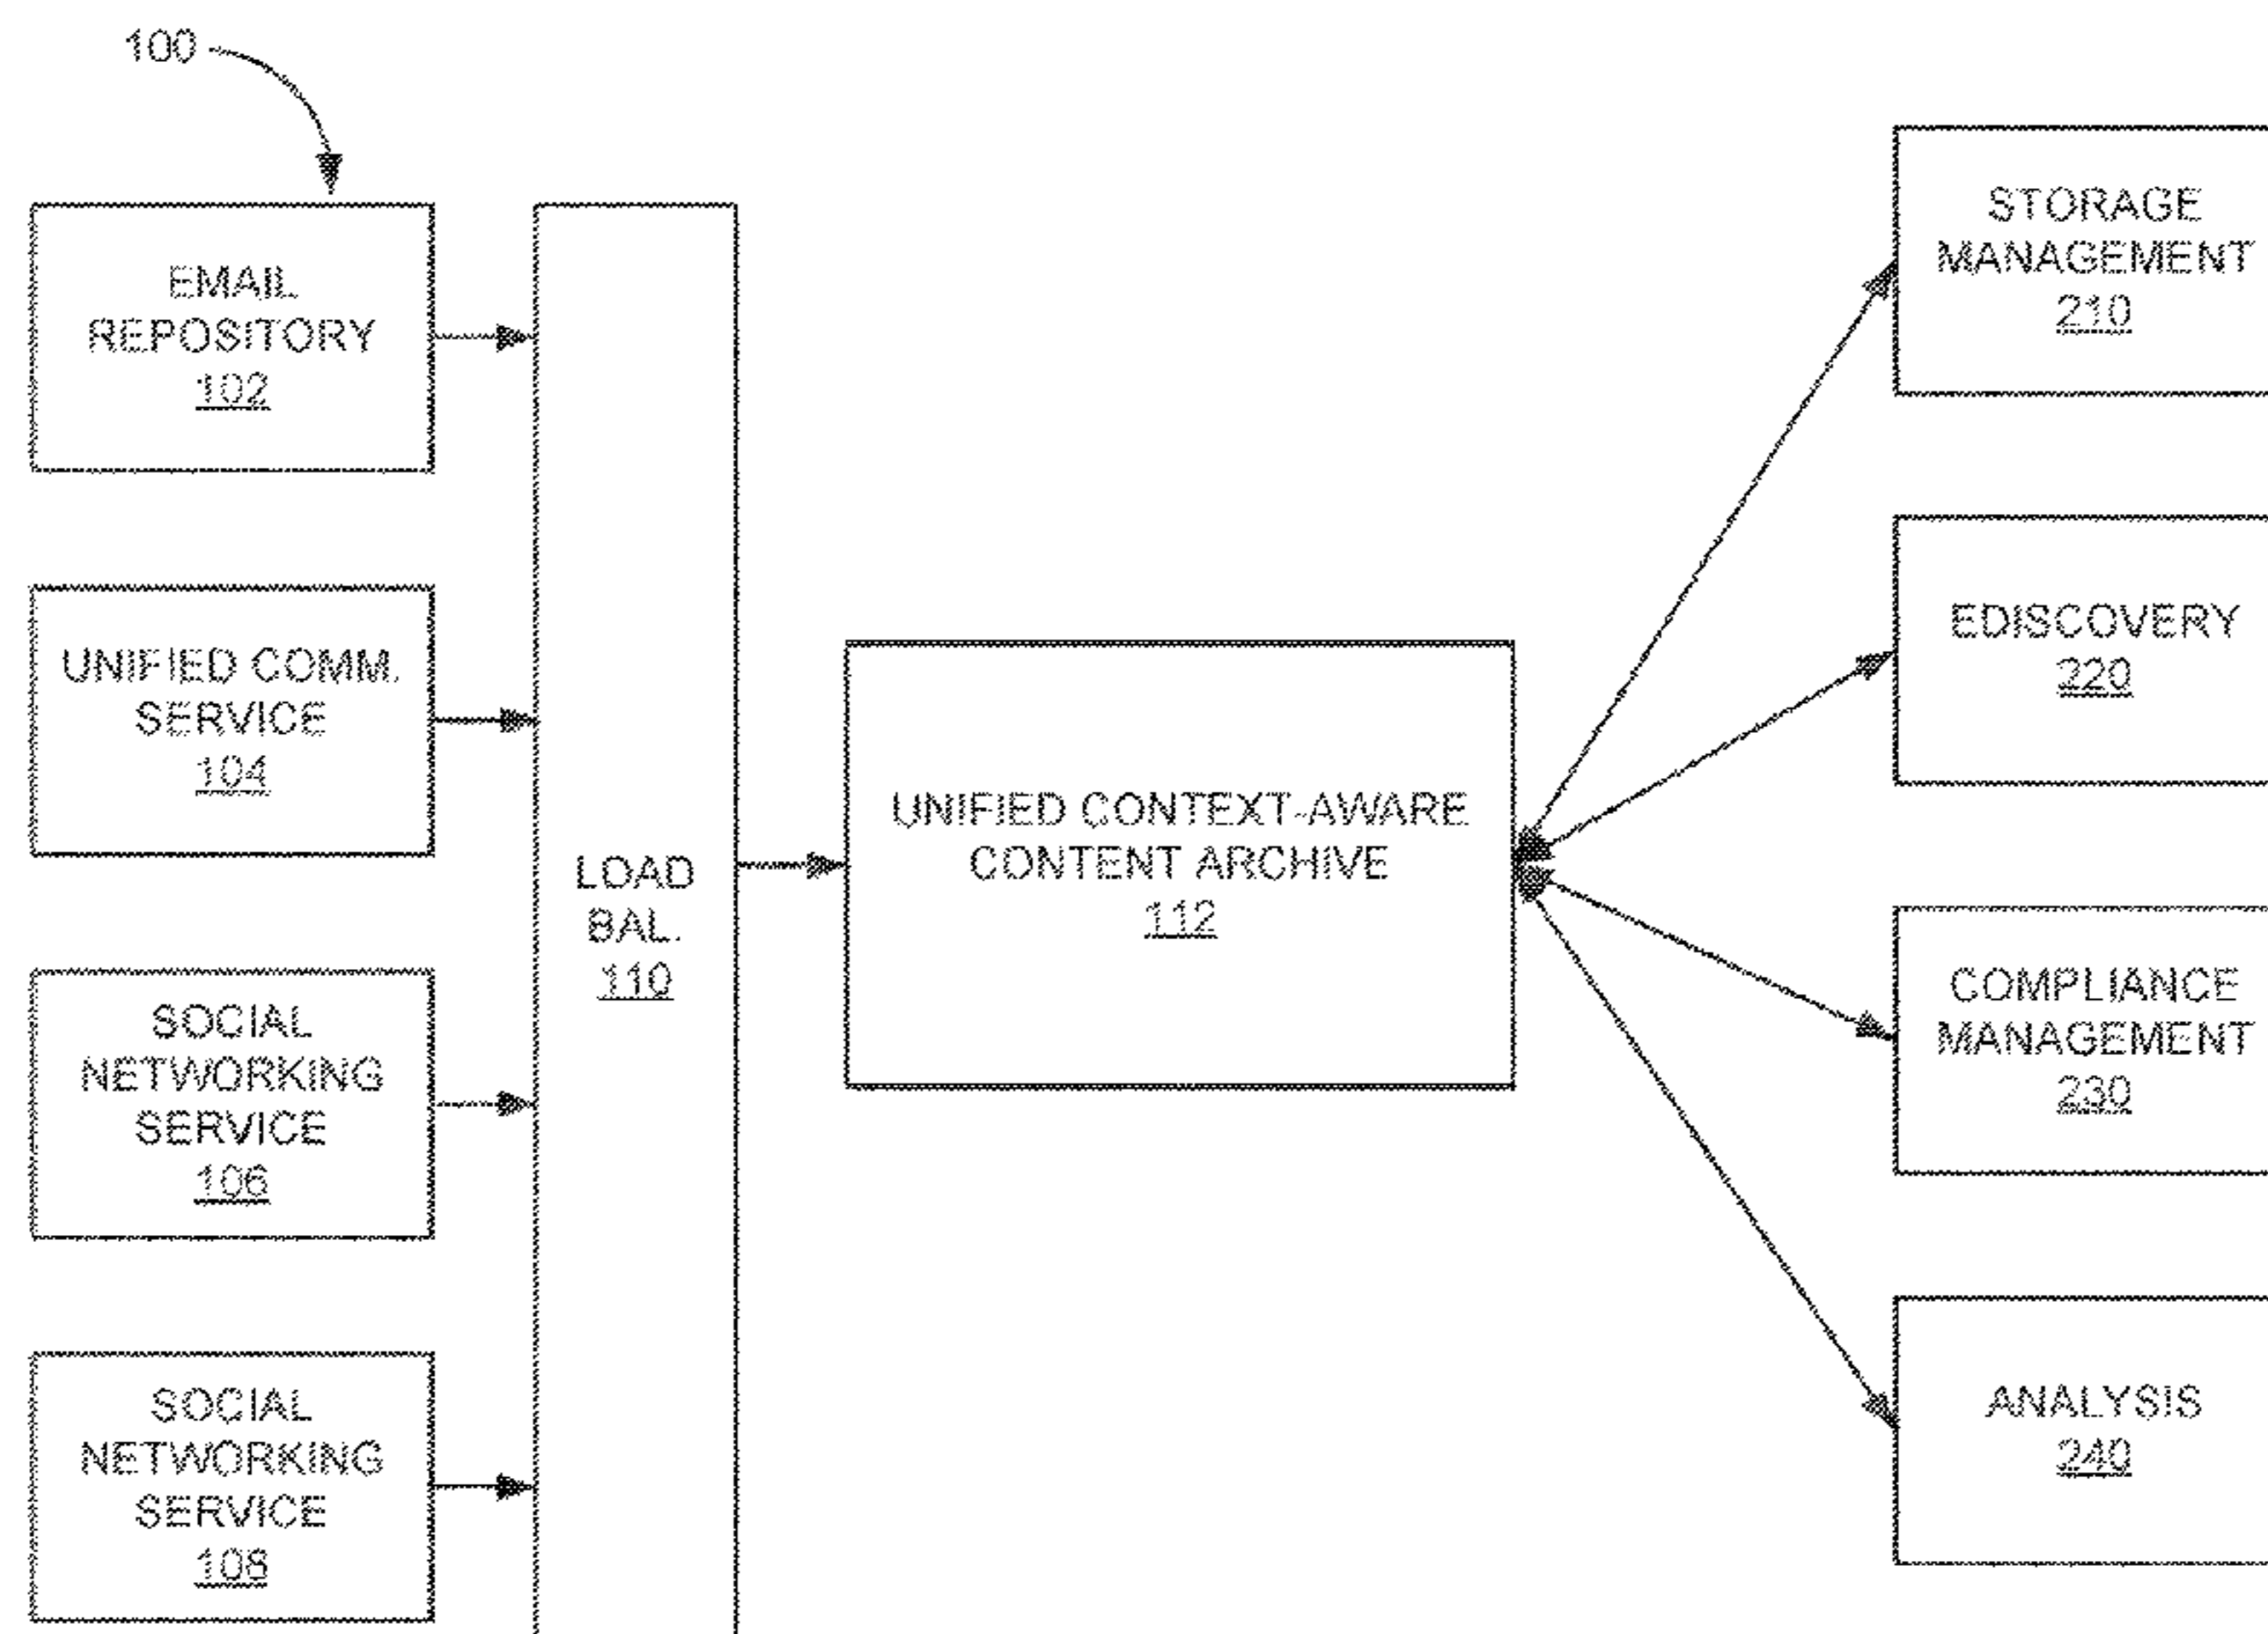 100
EMAIL
REPOSITORY
102
UNIFIED COMM.
SERVICE
104
SOCIAL
NETWORKING
SERVICE
106
SOCIAL
NETWORKING
SERVICE
108
LOAD
BAL.
110
UNIFIED CONTEXT-AWARE
CONTENT ARCHIVE
112
STORAGE
MANAGEMENT
210
EDISCOVERY
220
COMPLIANCE
MANAGEMENT
230
ANALYSIS
240